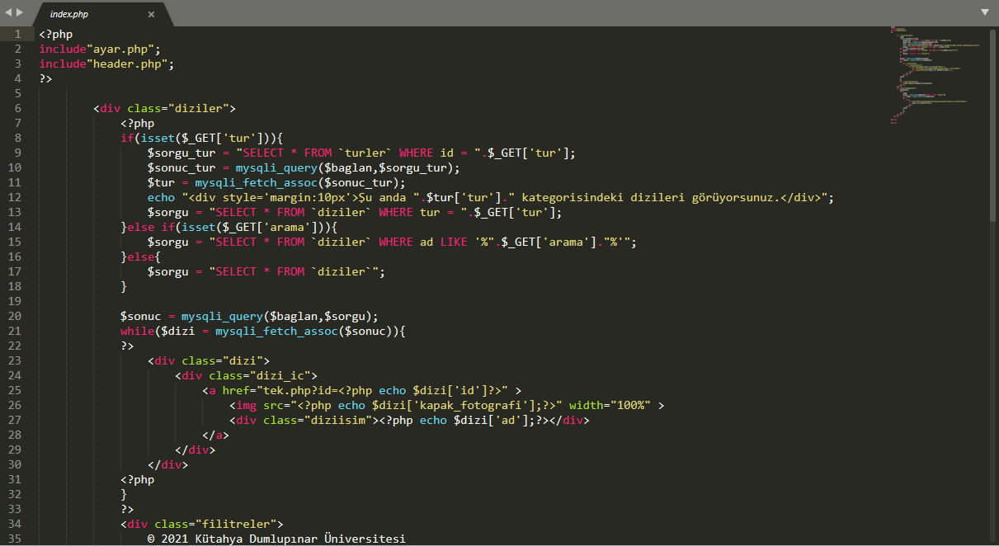 index.php ×
1 <?php
2 include"ayar.php";
3 include"header.php";
4 ?>
5
6 <div class="diziler">
7 <?php
8 if(isset($_GET['tur'])){
9 $sorgu_tur = "SELECT * FROM `turler` WHERE id = ".$_GET['tur'];
10 $sonuc_tur = mysqli_query($baglan,$sorgu_tur);
11 $tur = mysqli_fetch_assoc($sonuc_tur);
12 echo "<div style='margin:10px'>Şu anda ".$tur['tur']." kategorisindeki dizileri görüyorsunuz.</div>";
13 $sorgu = "SELECT * FROM `diziler` WHERE tur = ".$_GET['tur'];
14 }else if(isset($_GET['arama'])){
15 $sorgu = "SELECT * FROM `diziler` WHERE ad LIKE '%".$_GET['arama']."%'";
16 }else{
17 $sorgu = "SELECT * FROM `diziler`";
18 }
19
20 $sonuc = mysqli_query($baglan,$sorgu);
21 while($dizi = mysqli_fetch_assoc($sonuc)){
22 ?>
23 <div class="dizi">
24 <div class="dizi_ic">
25 <a href="tek.php?id=<?php echo $dizi['id']?>" >
26 <img src="<?php echo $dizi['kapak_fotografi'];?>" width="100%" >
27 <div class="diziisim"><?php echo $dizi['ad'];?></div>
28 </a>
29 </div>
30 </div>
31 <?php
32 }
33 ?>
34 <div class="filitreler">
35 © 2021 Kütahya Dumlupınar Üniversitesi